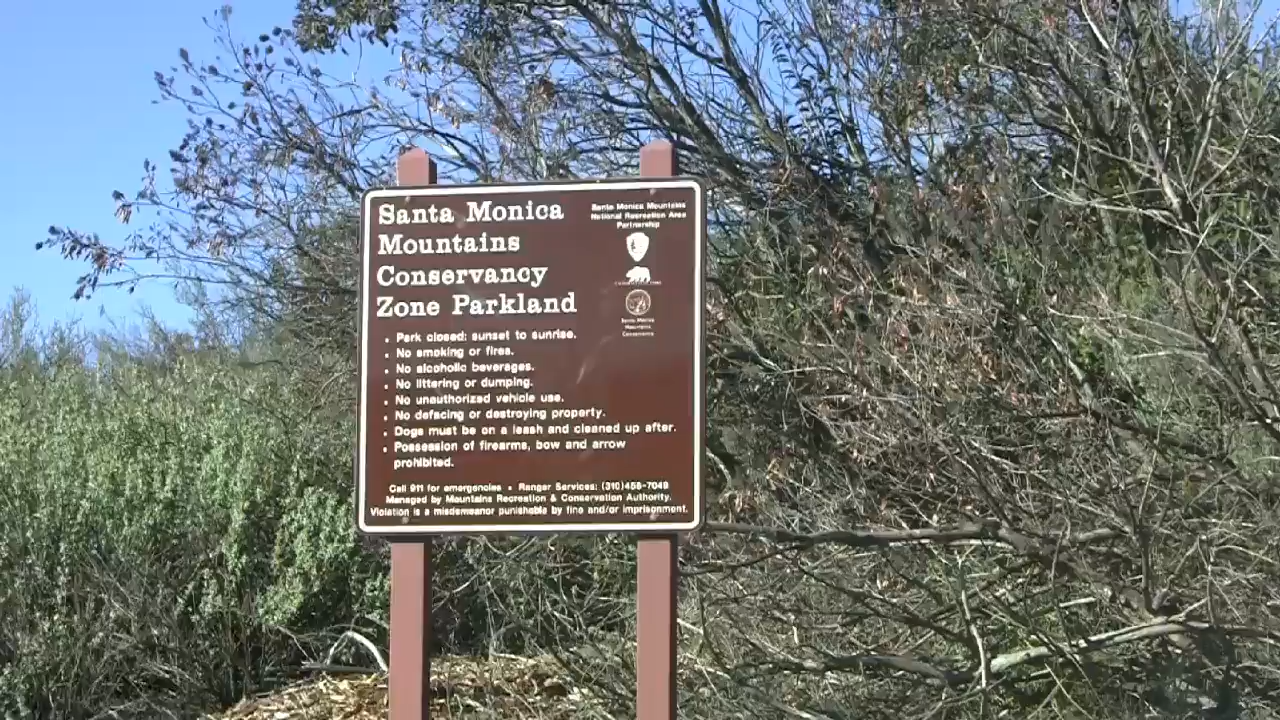 Santa Monica
Mountains
Conservancy
Zone Parkland
Santa Monica Mountains
National Recreation Area
Partnership
Santa Monica
Mountains
Conservancy
• Park closed: sunset to sunrise.
• No smoking or fires.
• No alcoholic beverages.
• No littering or dumping.
• No unauthorized vehicle use.
• No defacing or destroying property.
• Dogs must be on a leash and cleaned up after.
• Possession of firearms, bow and arrow
prohibited.
Call 911 for emergencies • Ranger Services: (310)456-7049
Managed by Mountains Recreation & Conservation Authority.
Violation is a misdemeanor punishable by fine and/or imprisonment.